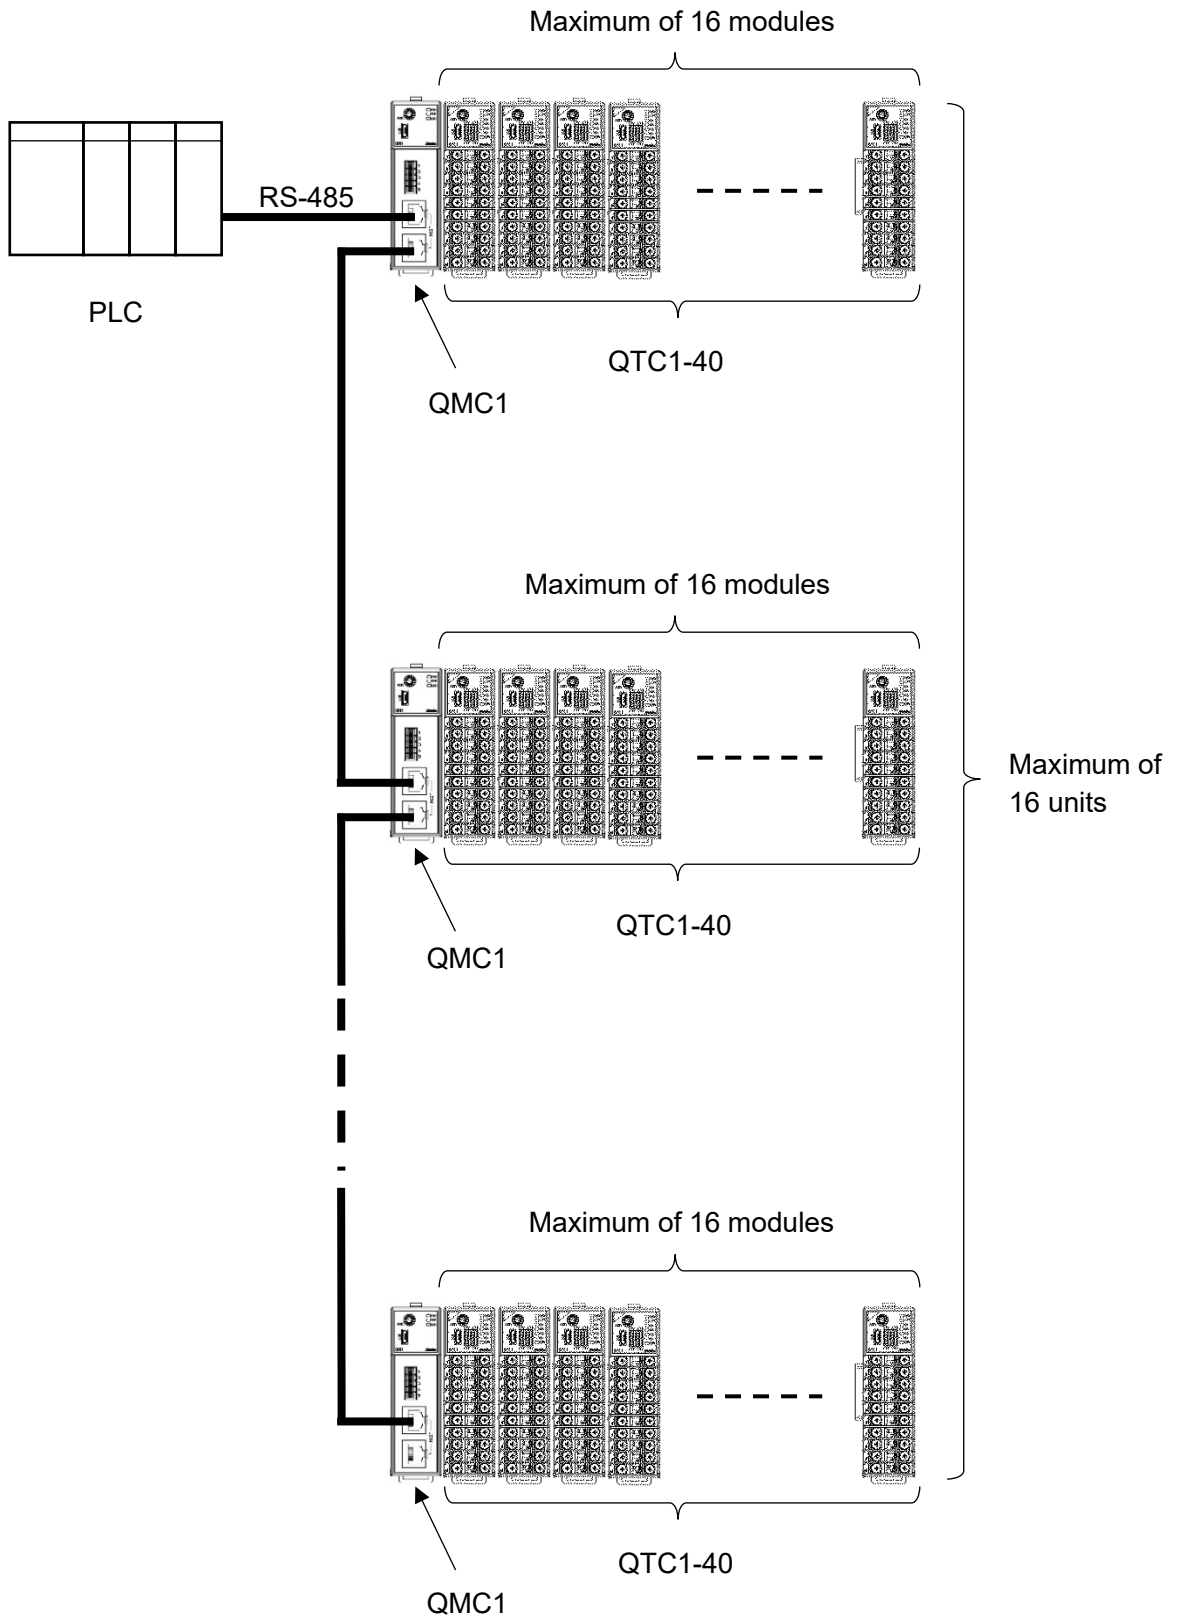 Maximum of 16 modules
RS-485
PLC
QTC1-40
QMC1
Maximum of 16 modules
Maximum of
16 units
QTC1-40
QMC1
Maximum of 16 modules
QTC1-40
QMC1